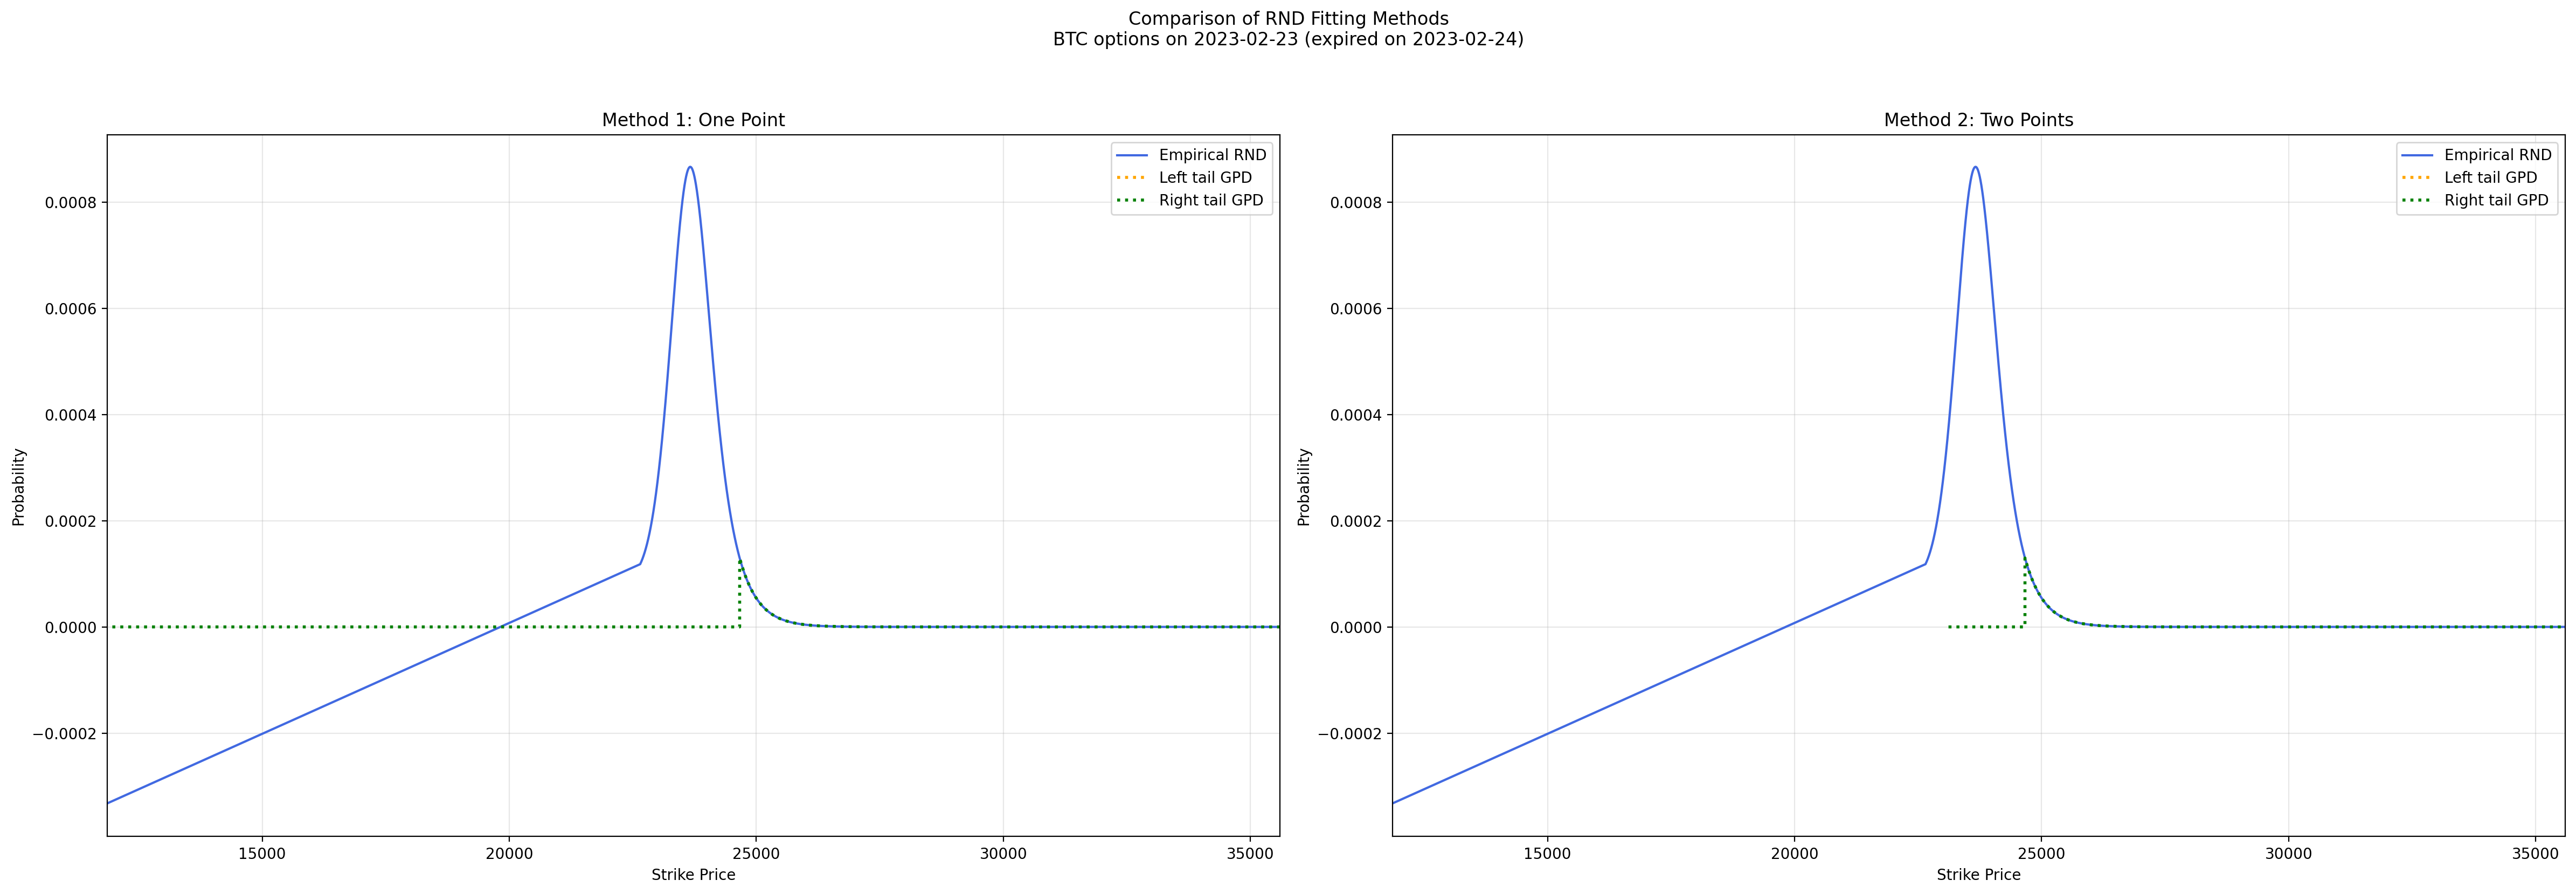 Comparison of RND Fitting Methods
BTC options on 2023-02-23 (expired on 2023-02-24)
Method 1: One Point
Empirical RND
Left tail GPD
Right tail GPD
0.0008
0.0006
0.0004
0.0002
0.0000
−0.0002
Probability
15000
20000
25000
30000
35000
Strike Price
Method 2: Two Points
Empirical RND
Left tail GPD
Right tail GPD
0.0008
0.0006
0.0004
0.0002
0.0000
−0.0002
Probability
15000
20000
25000
30000
35000
Strike Price